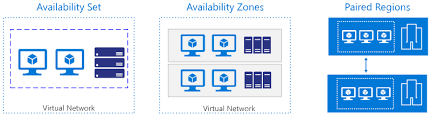 Availability Set
Availability Zones
Paired Regions
Virtual Network
Virtual Network